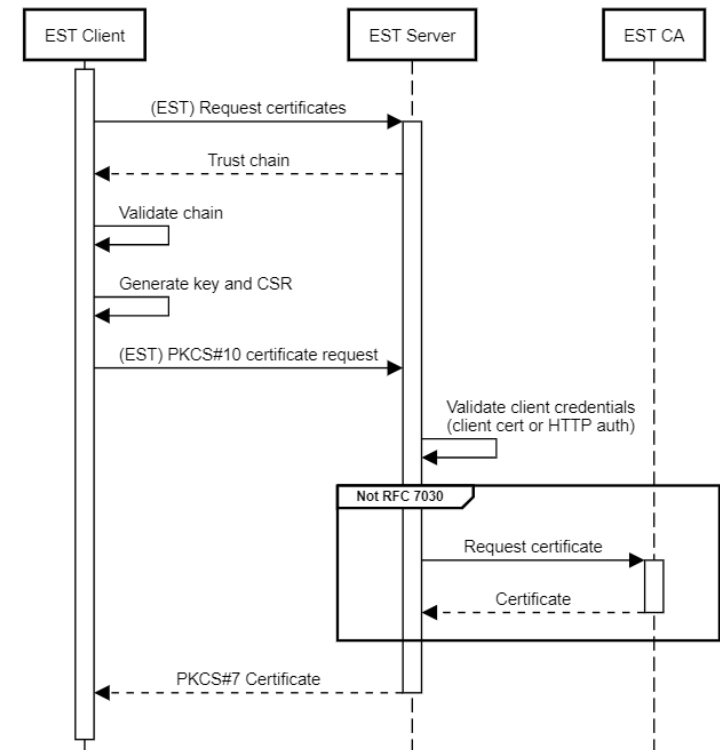 EST Client
EST Server
EST CA
(EST) Request certificates
Trust chain
Validate chain
Generate key and CSR
(EST) PKCS#10 certificate request
Validate client credentials
(client cert or HTTP auth)
Not RFC 7030
Request certificate
Certificate
PKCS#7 Certificate